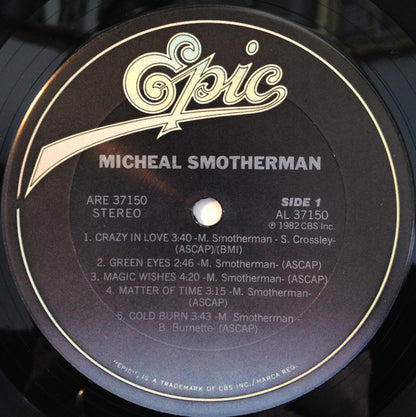 Epic
MICHEAL SMOTHERMAN
ARE 37150
STEREO
SIDE 1
AL 37150
℗ 1982 CBS Inc.
1. CRAZY IN LOVE 3:40 -M. Smotherman - S. Crossley-
(ASCAP)/(BMI)
2. GREEN EYES 2:46 -M. Smotherman- (ASCAP)
3. MAGIC WISHES 4:20 -M. Smotherman- (ASCAP)
4. MATTER OF TIME 3:15 -M. Smotherman-
(ASCAP)
5. COLD BURN 3:43 -M. Smotherman -
B. Burnette- (ASCAP)
"EPIC", IS A TRADEMARK OF CBS INC./MARCA REG.